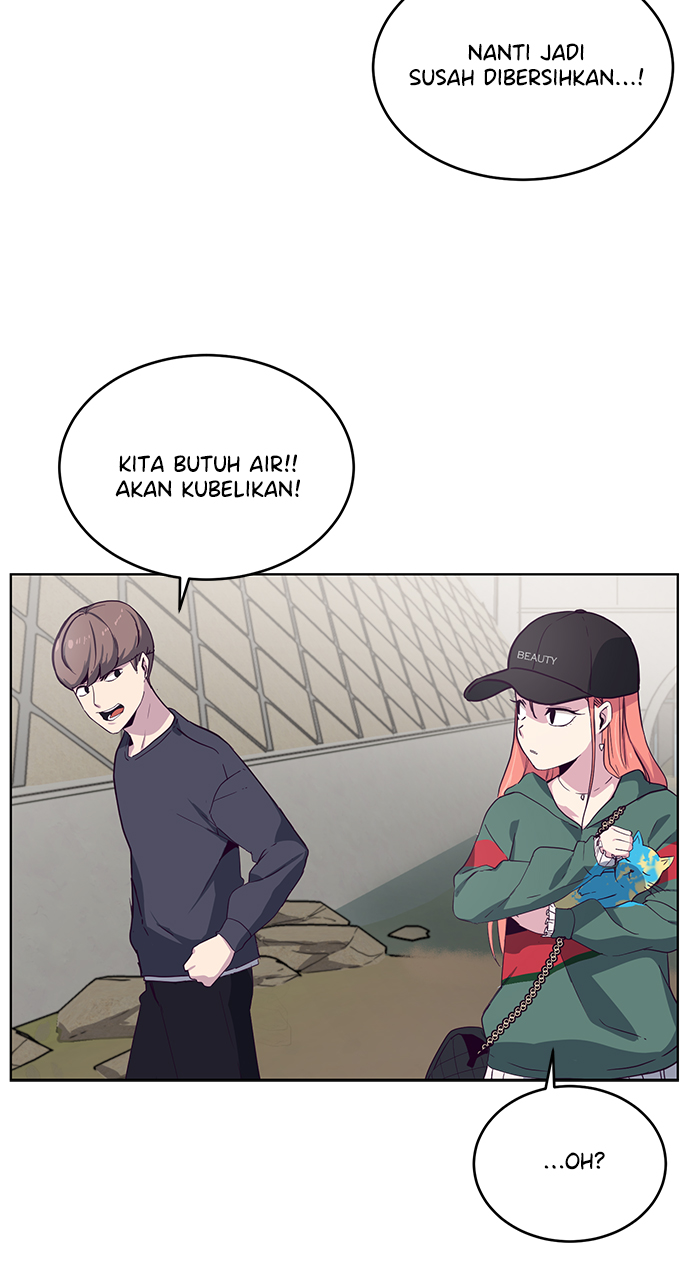 NANTI JADI
SUSAH DIBERSIHKAN...!
KITA BUTUH AIR!!
AKAN KUBELIKAN!
BEAUTY
...OH?